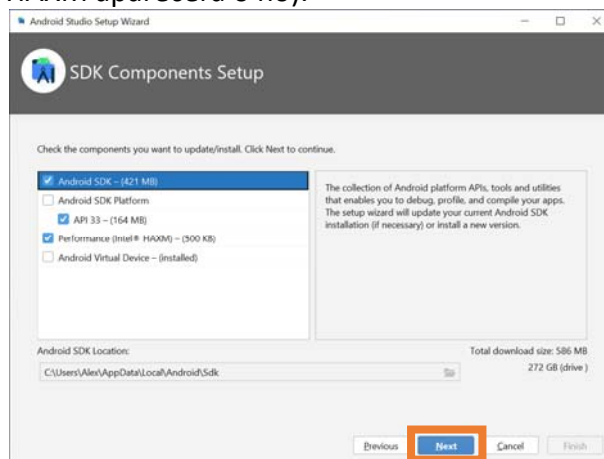 HAXM aparecerá o no).
Android Studio Setup Wizard
SDK Components Setup
Check the components you want to update/install. Click Next to continue.
Android SDK – (421 MB)
Android SDK Platform
API 33 – (164 MB)
Performance (Intel® HAXM) – (500 KB)
Android Virtual Device – (installed)
The collection of Android platform APIs, tools and utilities
that enables you to debug, profile, and compile your apps.
The setup wizard will update your current Android SDK
installation (if necessary) or install a new version.
Android SDK Location:
C:\Users\Alex\AppData\Local\Android\Sdk
Total download size: 586 MB
272 GB (drive )
Previous Next Cancel Finish